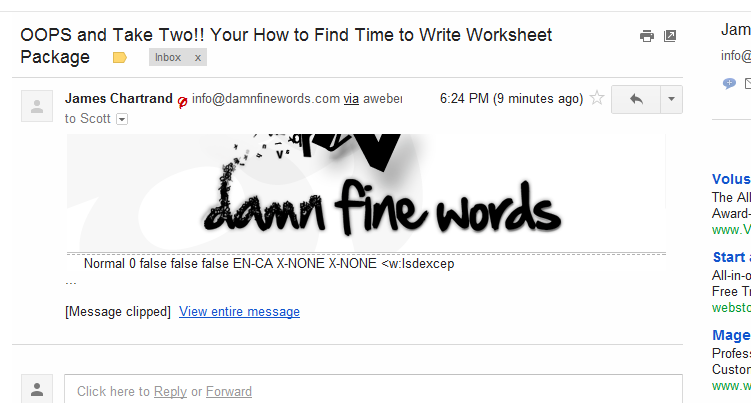 OOPS and Take Two!! Your How to Find Time to Write Worksheet
Package
Inbox x
James Chartrand info@damnfinewords.com via aweber 6:24 PM (9 minutes ago)
to Scott
damn fine words
Normal 0 false false false EN-CA X-NONE X-NONE <w:lsdexcep
...
[Message clipped] View entire message
Click here to Reply or Forward
Jam
info@
Volus
The All
Award-
www.V
Start a
All-in-o
Free Tr
websto
Mage
Profes
Custor
www.w